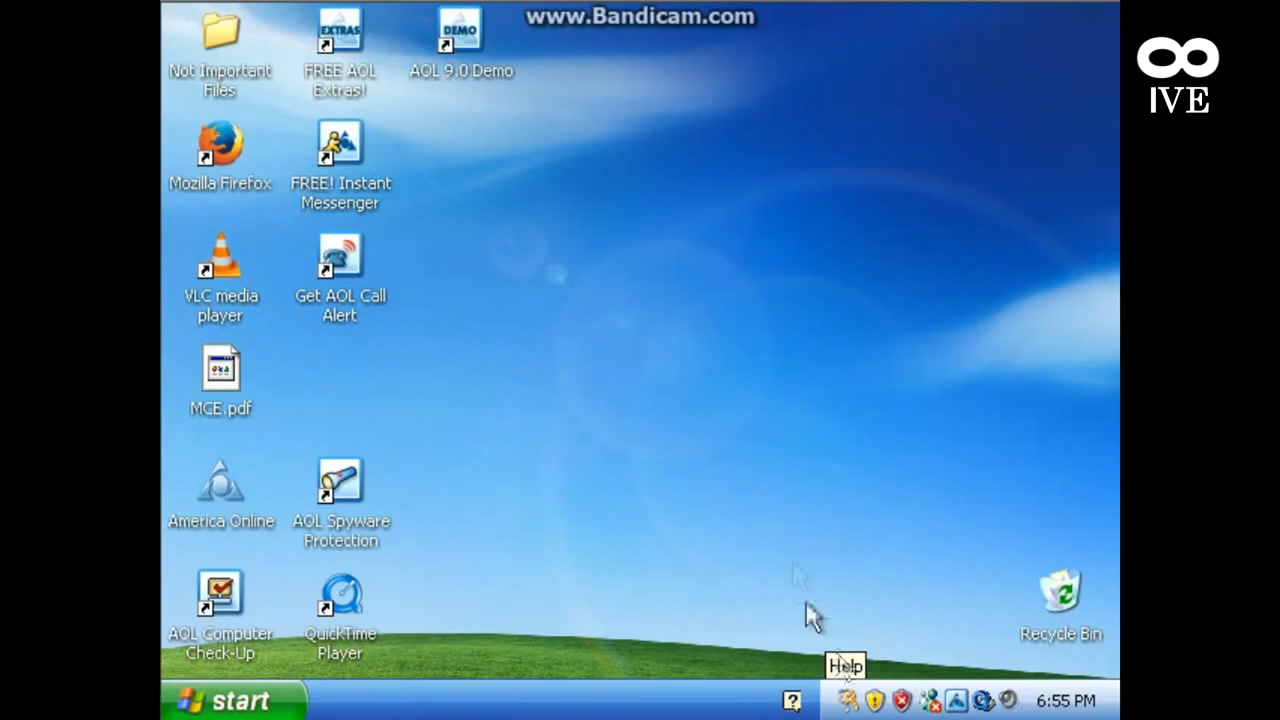 www.Bandicam.com
IVE
Not Important
Files
EXTRAS
FREE AOL
Extras!
DEMO
AOL 9.0 Demo
Mozilla Firefox
FREE! Instant
Messenger
VLC media
player
Get AOL Call
Alert
MCE.pdf
America Online
AOL Spyware
Protection
AOL Computer
Check-Up
QuickTime
Player
Recycle Bin
Help
start
6:55 PM